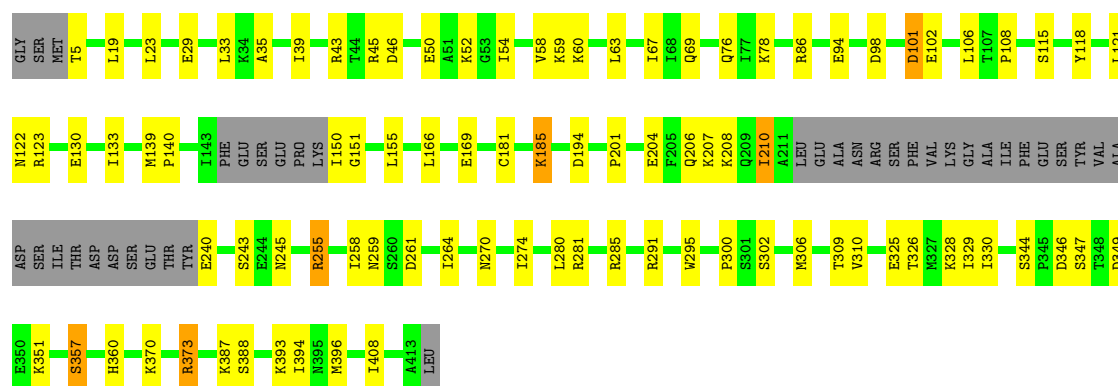 GLY SER MET T5 L19 L23 E29 L33 K34 A35 I39 R43 T44 R45 D46 E50 A51 K52 G53 I54 V58 K59 K60 L63 I67 I68 Q69 Q76 I77 K78 R86 E94 D98 D101 E102 L106 T107 P108 S115 Y118 L121
N122 R123 E130 I133 M139 P140 I143 PHE GLU SER GLU PRO LYS I150 G151 L155 L166 E169 C181 K185 D194 P201 E204 F205 Q206 K207 K208 Q209 I210 A211 LEU GLU ALA ASN ARG SER PHE VAL LYS GLY ALA ILE PHE GLU SER TYR VAL ALA
ASP SER ILE THR ASP ASP SER GLU THR TYR E240 S243 E244 N245 R255 I258 N259 S260 D261 I264 N270 I274 L280 R281 R285 R291 W295 P300 S301 S302 M306 T309 V310 E325 T326 M327 K328 I329 I330 S344 P345 D346 S347 T348 D349
E350 K351 S357 H360 K370 R373 K387 S388 K393 I394 N395 M396 I408 A413 LEU